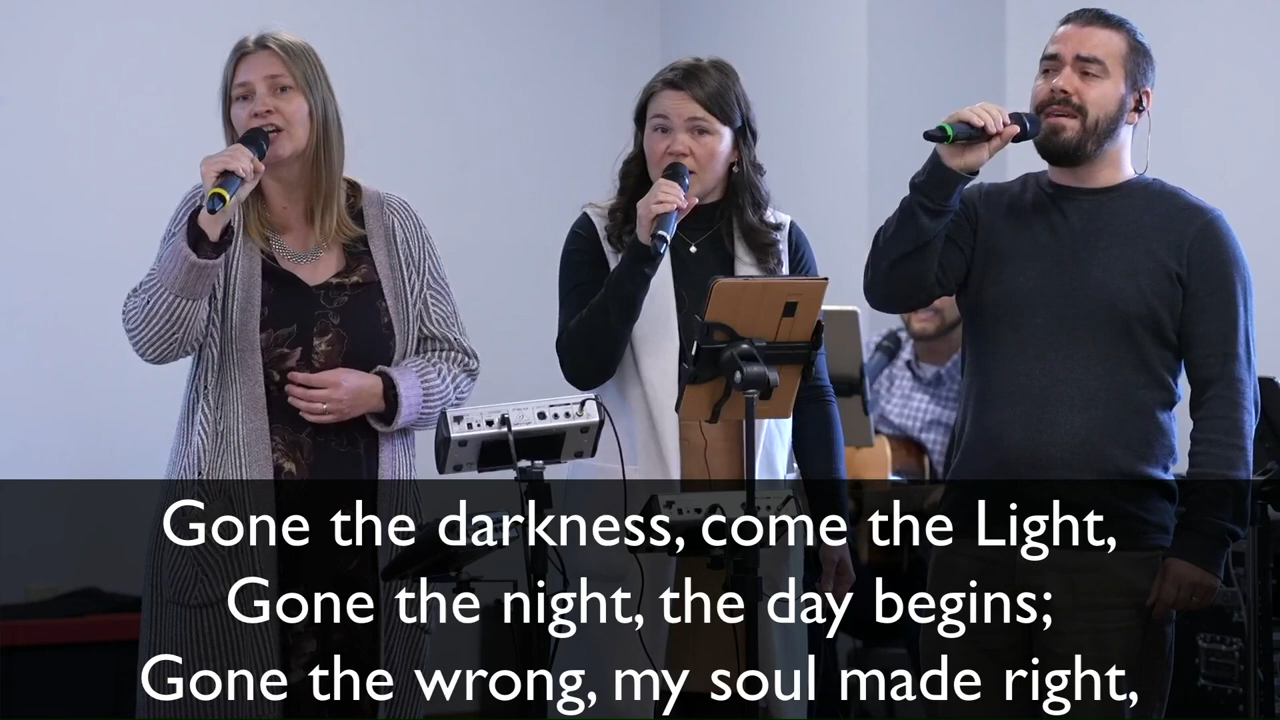 Gone the darkness, come the Light,
Gone the night, the day begins;
Gone the wrong, my soul made right,